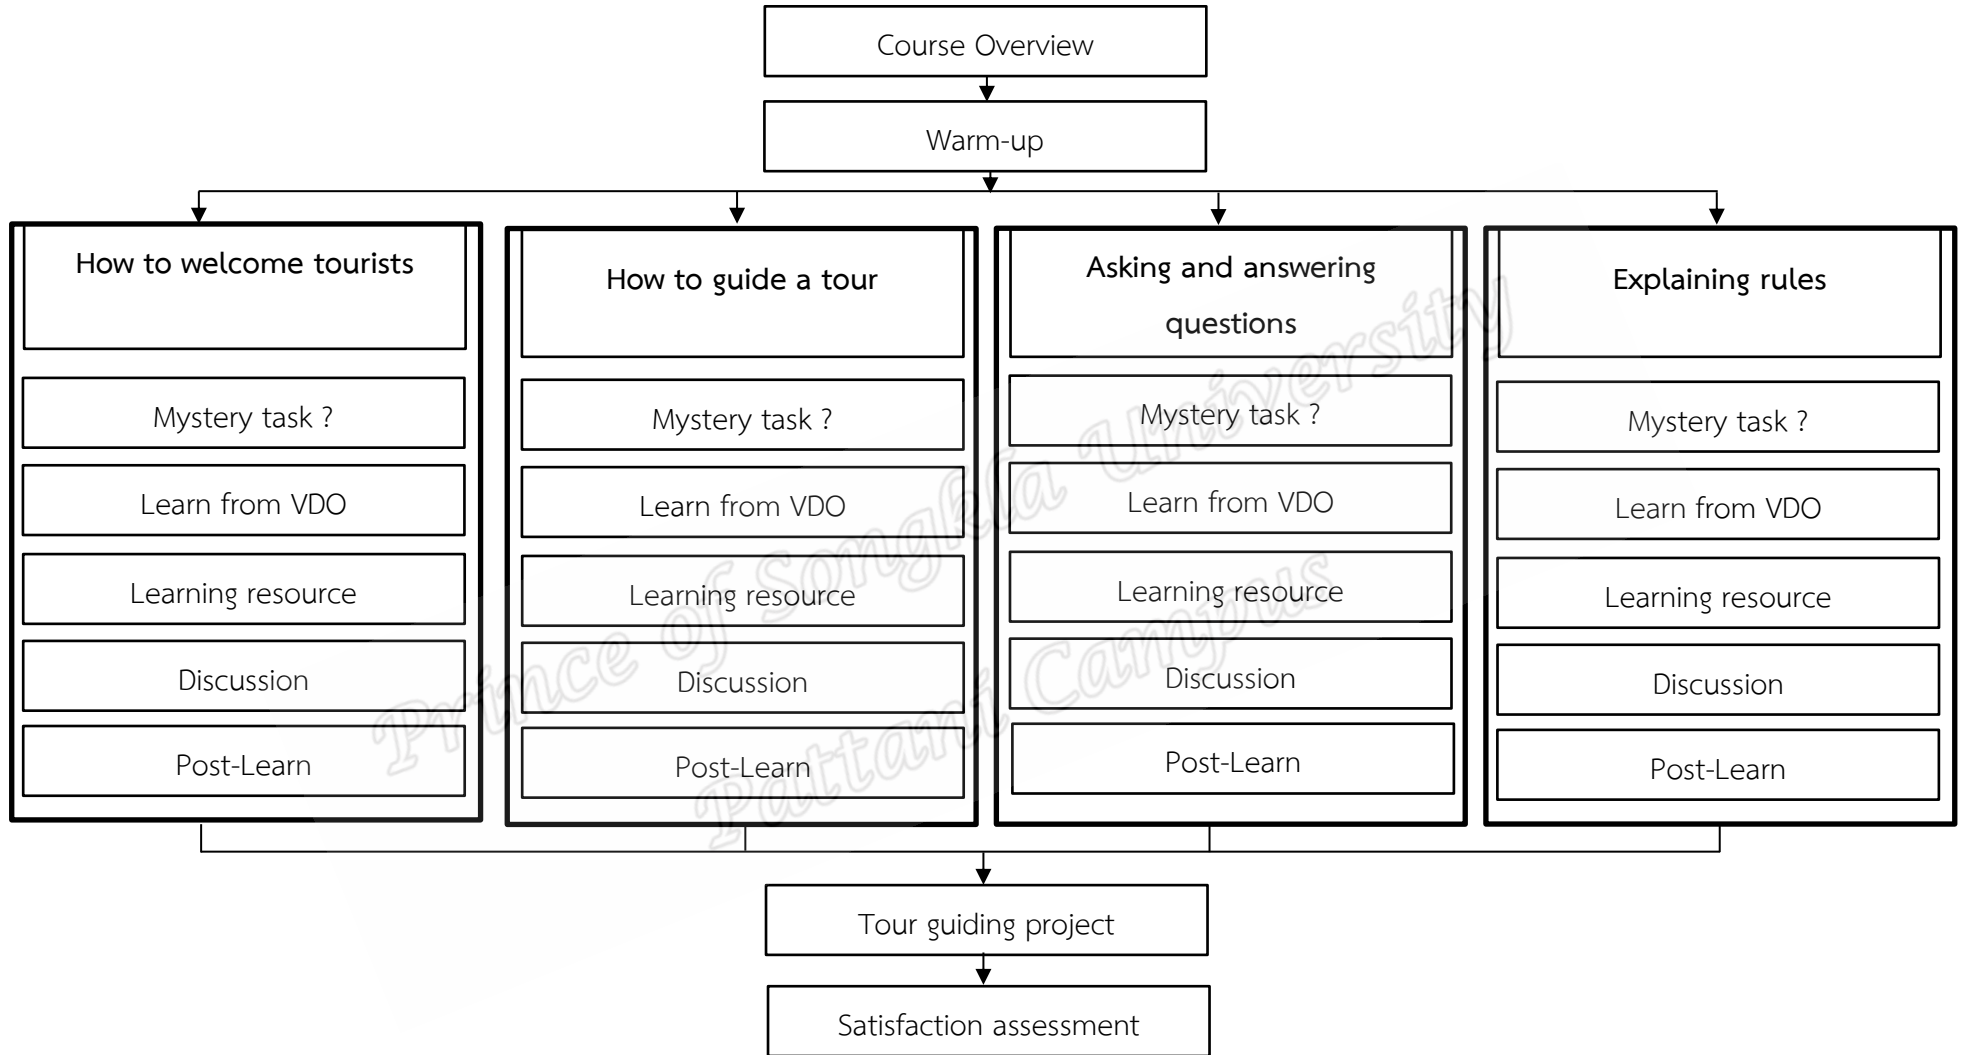 Course Overview
Warm-up
How to welcome tourists
Mystery task ?
Learn from VDO
Learning resource
Discussion
Post-Learn
How to guide a tour
Mystery task ?
Learn from VDO
Learning resource
Discussion
Post-Learn
Asking and answering
questions
Mystery task ?
Learn from VDO
Learning resource
Discussion
Post-Learn
Explaining rules
Mystery task ?
Learn from VDO
Learning resource
Discussion
Post-Learn
Tour guiding project
Satisfaction assessment
Prince of Songkla University
Pattani Campus